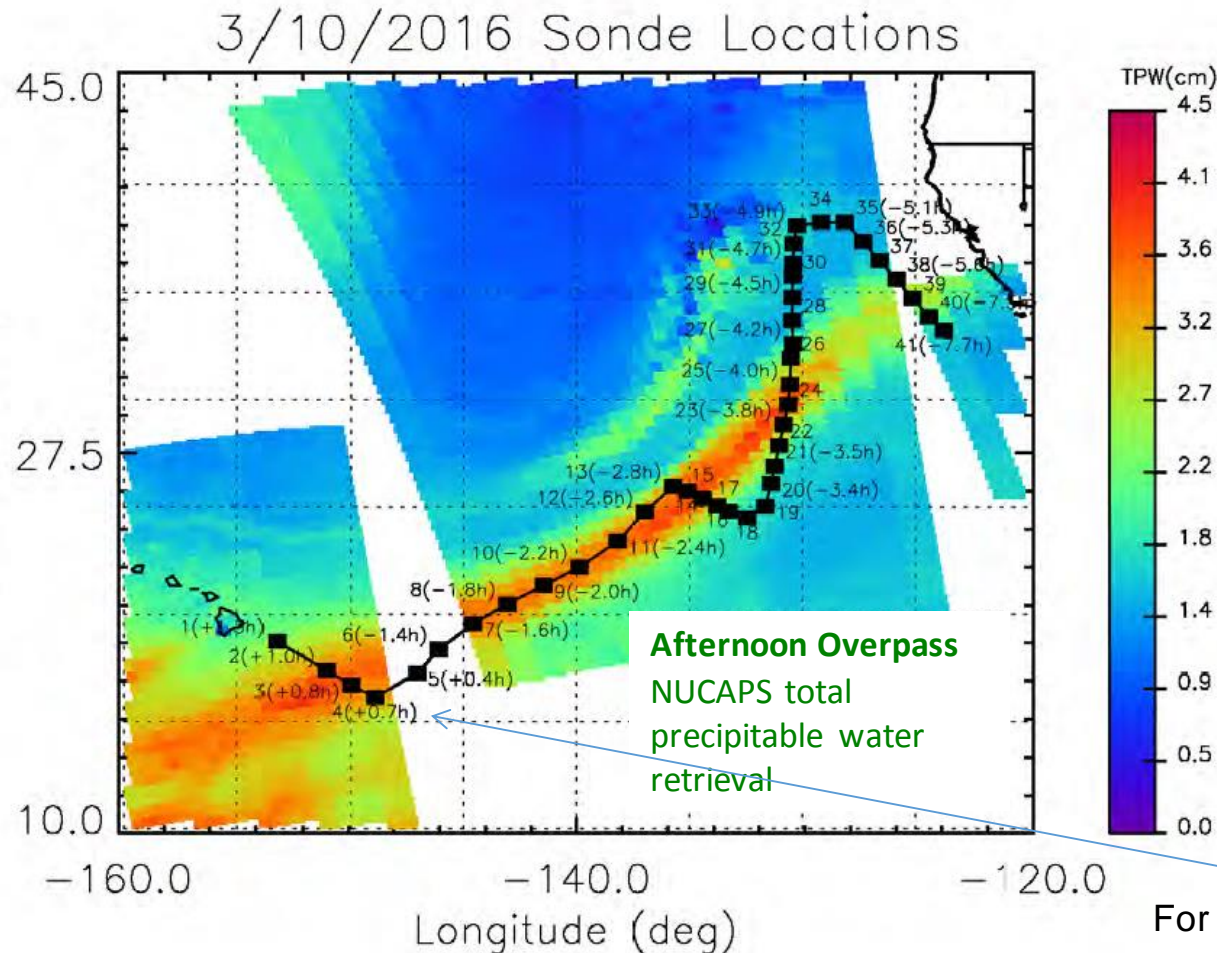 3/10/2016 Sonde Locations
45.0
27.5
10.0
-160.0
-140.0
-120.0
Longitude (deg)
TPW(cm)
4.5
4.1
3.6
3.2
2.7
2.2
1.8
1.4
0.9
0.5
0.0
33(-4.9h)
34
35(-5.1h)
32
36(-5.3h)
31(-4.7h)
37
30
38(-5.6h)
29(-4.5h)
39
28
40(-7.
27(-4.2h)
26
41(-7.7h)
25(-4.0h)
24
23(-3.8h)
22
21(-3.5h)
13(-2.8h)
15
12(-2.6h)
17
20(-3.4h)
14
16
18
19
11(-2.4h)
10(-2.2h)
9(-2.0h)
8(-1.8h)
7(-1.6h)
6(-1.4h)
5(+0.4h)
2(+1.0h)
3(+0.8h)
4(+0.7h)
Afternoon Overpass
NUCAPS total
precipitable water
retrieval
For